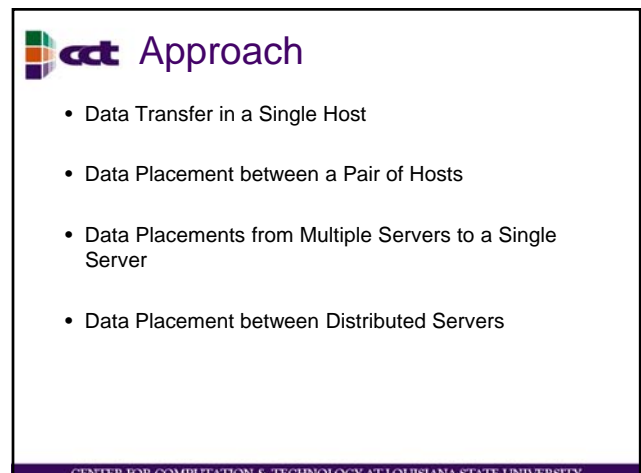 cct Approach
• Data Transfer in a Single Host
• Data Placement between a Pair of Hosts
• Data Placements from Multiple Servers to a Single
Server
• Data Placement between Distributed Servers
CENTER FOR COMPUTATION & TECHNOLOGY AT LOUISIANA STATE UNIVERSITY